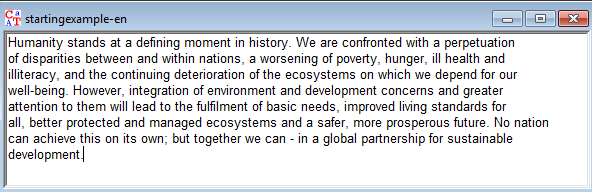 CaAT startingexample-en
Humanity stands at a defining moment in history. We are confronted with a perpetuation
of disparities between and within nations, a worsening of poverty, hunger, ill health and
illiteracy, and the continuing deterioration of the ecosystems on which we depend for our
well-being. However, integration of environment and development concerns and greater
attention to them will lead to the fulfilment of basic needs, improved living standards for
all, better protected and managed ecosystems and a safer, more prosperous future. No nation
can achieve this on its own; but together we can - in a global partnership for sustainable
development.